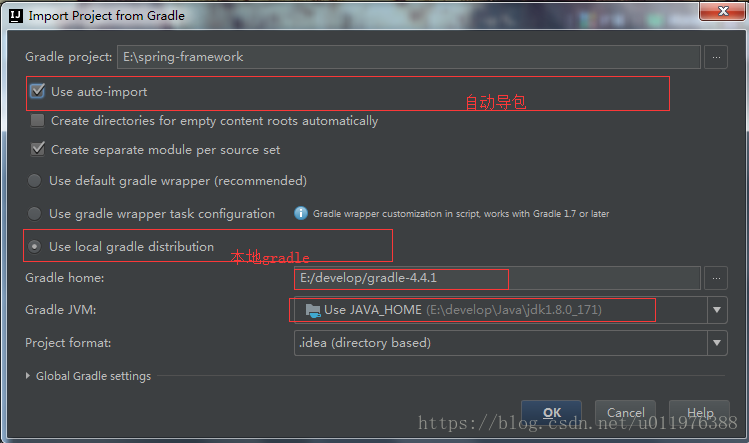 Import Project from Gradle
Gradle project: E:\spring-framework ...
Use auto-import
自动导包
Create directories for empty content roots automatically
Create separate module per source set
Use default gradle wrapper (recommended)
Use gradle wrapper task configuration Gradle wrapper customization in script, works with Gradle 1.7 or later
Use local gradle distribution
本地gradle
Gradle home: E:/develop/gradle-4.4.1 ...
Gradle JVM: Use JAVA_HOME (E:\develop\Java\jdk1.8.0_171)
Project format: .idea (directory based)
Global Gradle settings
OK Cancel Help
https://blog.csdn.net/u011976388